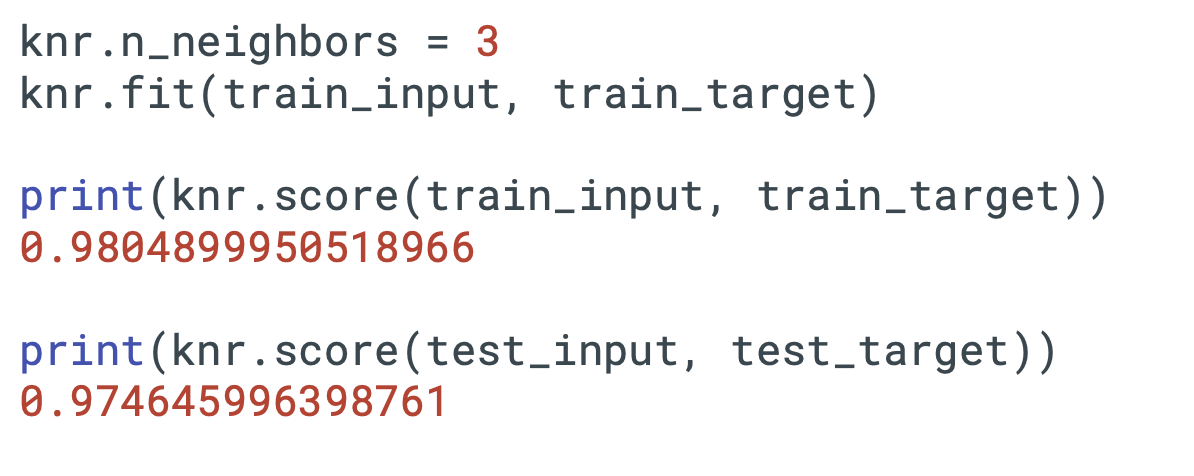 knr.n_neighbors = 3
knr.fit(train_input, train_target)
print(knr.score(train_input, train_target))
0.9804899950518966
print(knr.score(test_input, test_target))
0.974645996398761